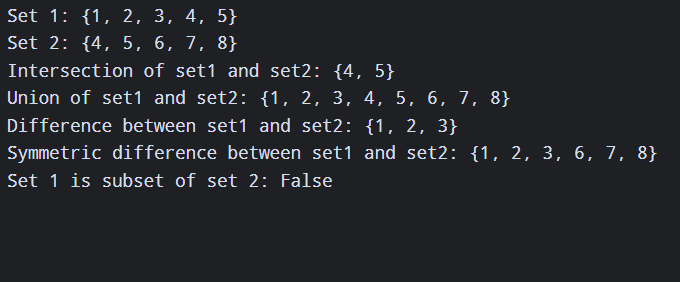 Set 1: {1, 2, 3, 4, 5}
Set 2: {4, 5, 6, 7, 8}
Intersection of set1 and set2: {4, 5}
Union of set1 and set2: {1, 2, 3, 4, 5, 6, 7, 8}
Difference between set1 and set2: {1, 2, 3}
Symmetric difference between set1 and set2: {1, 2, 3, 6, 7, 8}
Set 1 is subset of set 2: False